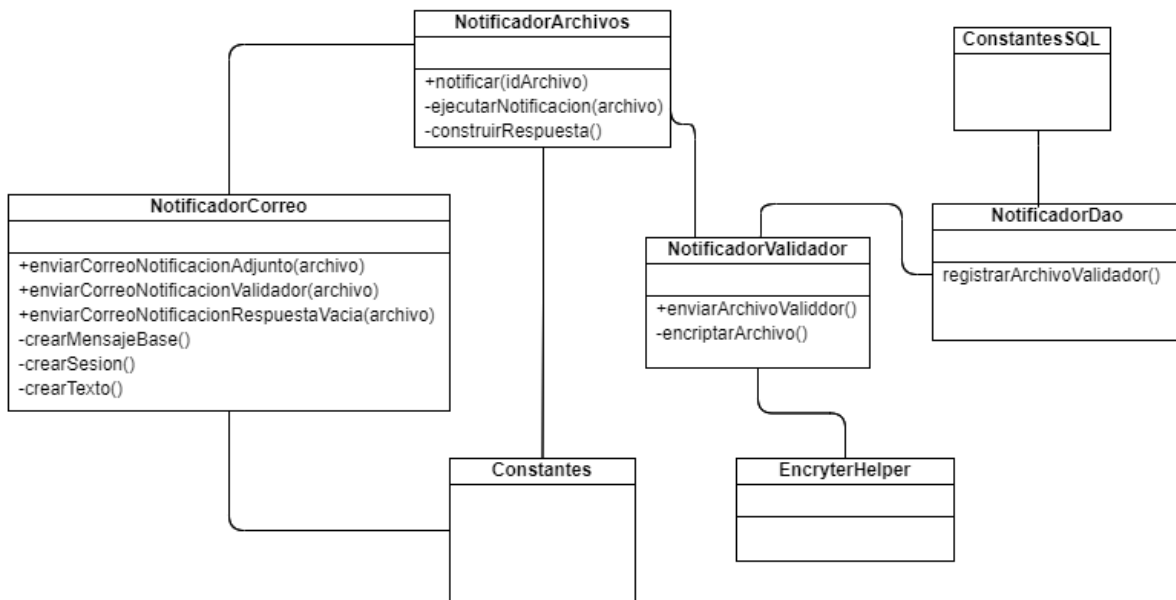 NotificadorArchivos
+notificar(idArchivo)
-ejecutarNotificacion(archivo)
-construirRespuesta()
ConstantesSQL
NotificadorCorreo
+enviarCorreoNotificacionAdjunto(archivo)
+enviarCorreoNotificacionValidador(archivo)
+enviarCorreoNotificacionRespuestaVacia(archivo)
-crearMensajeBase()
-crearSesion()
-crearTexto()
NotificadorValidador
+enviarArchivoValiddor()
-encriptarArchivo()
NotificadorDao
registrarArchivoValidador()
Constantes
EncryterHelper